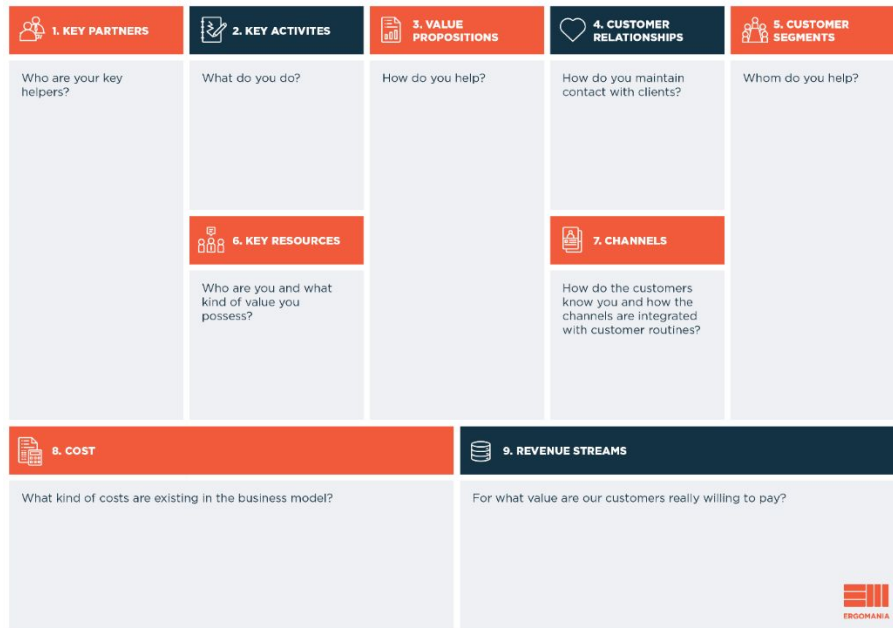 1. KEY PARTNERS
Who are your key
helpers?
2. KEY ACTIVITES
What do you do?
3. VALUE
PROPOSITIONS
How do you help?
4. CUSTOMER
RELATIONSHIPS
How do you maintain
contact with clients?
5. CUSTOMER
SEGMENTS
Whom do you help?
6. KEY RESOURCES
Who are you and what
kind of value you
possess?
7. CHANNELS
How do the customers
know you and how the
channels are integrated
with customer routines?
8. COST
What kind of costs are existing in the business model?
9. REVENUE STREAMS
For what value are our customers really willing to pay?
ERGOMANIA